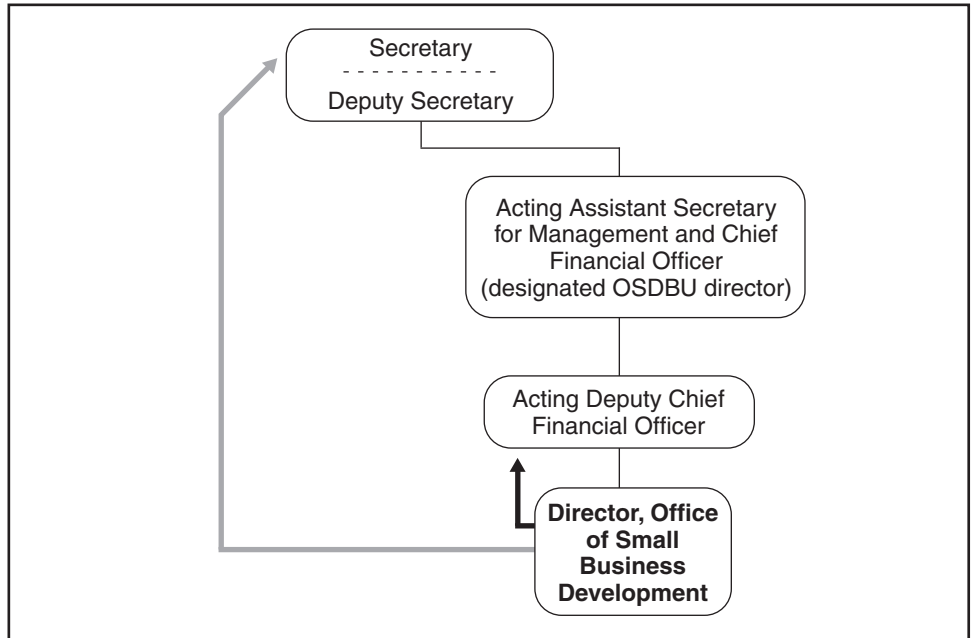 Secretary
Deputy Secretary
Acting Assistant Secretary
for Management and Chief
Financial Officer
(designated OSDBU director)
Acting Deputy Chief
Financial Officer
Director, Office
of Small
Business
Development